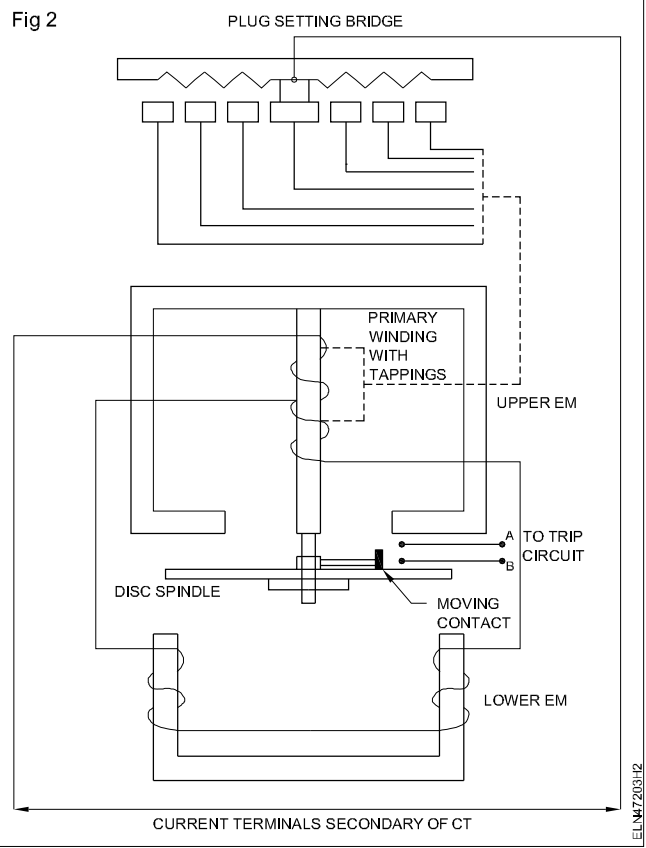 Fig 2
PLUG SETTING BRIDGE
PRIMARY
WINDING
WITH
TAPPINGS
UPPER EM
A
TO TRIP
CIRCUIT
B
DISC SPINDLE
MOVING
CONTACT
LOWER EM
CURRENT TERMINALS SECONDARY OF CT
ELN47203H2